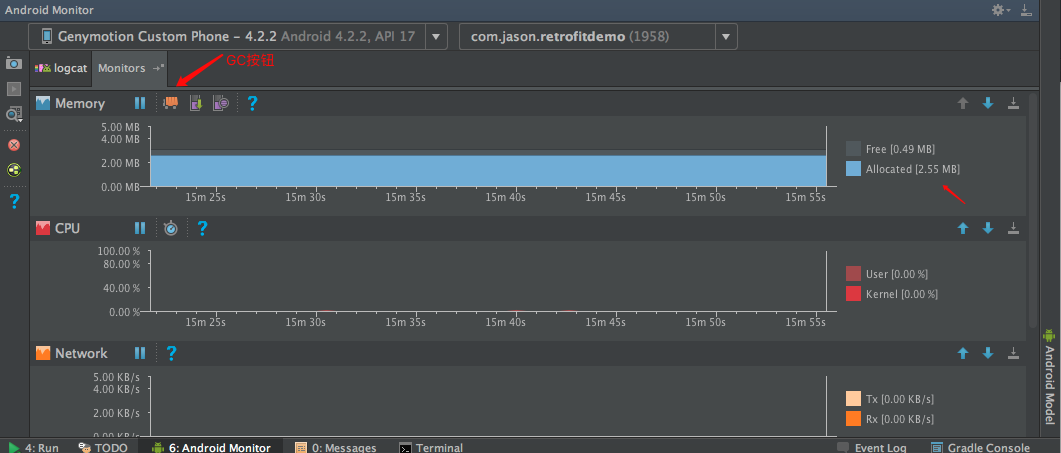 Android Monitor
Genymotion Custom Phone – 4.2.2 Android 4.2.2, API 17
com.jason.retrofitdemo (1958)
logcat
Monitors
GC按钮
Memory
?
5.00 MB
4.00 MB
2.00 MB
0.00 MB
Free [0.49 MB]
Allocated [2.55 MB]
15m 25s
15m 30s
15m 35s
15m 40s
15m 45s
15m 50s
15m 55s
?
CPU
?
100.00 %
80.00 %
40.00 %
0.00 %
User [0.00 %]
Kernel [0.00 %]
15m 25s
15m 30s
15m 35s
15m 40s
15m 45s
15m 50s
15m 55s
Network
?
5.00 KB/s
4.00 KB/s
2.00 KB/s
0.00 KB/s
Tx [0.00 KB/s]
Rx [0.00 KB/s]
Android Model
4: Run
TODO
6: Android Monitor
0: Messages
Terminal
Event Log
Gradle Console